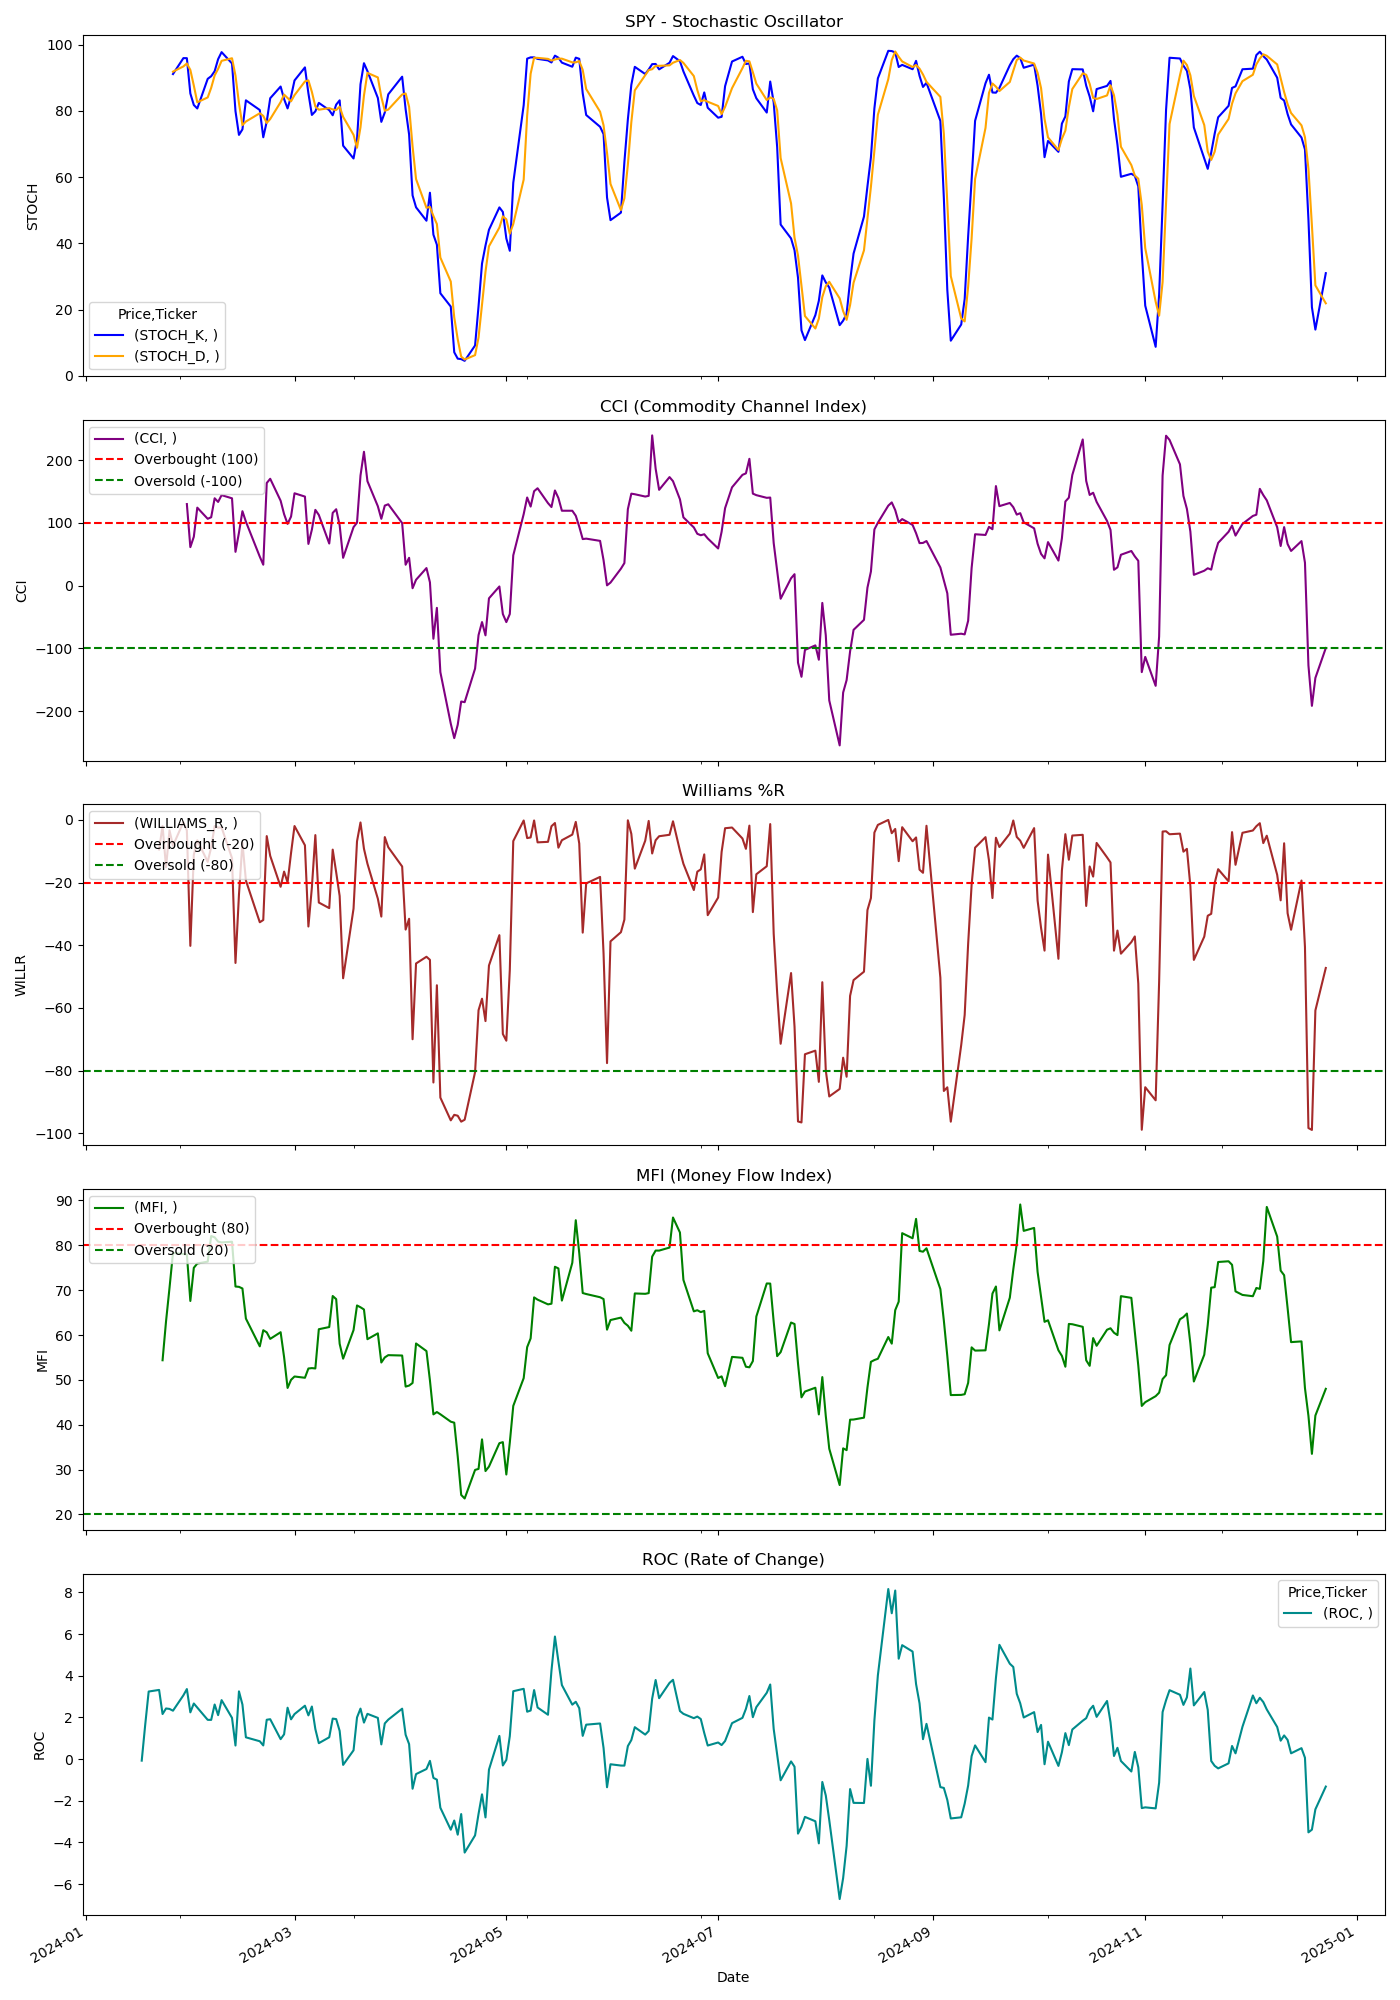 SPY - Stochastic Oscillator
100
80
60
40
20
0
STOCH
Price,Ticker
(STOCH_K, )
(STOCH_D, )
CCI (Commodity Channel Index)
200
100
0
−100
−200
CCI
(CCI, )
Overbought (100)
Oversold (-100)
Williams %R
0
−20
−40
−60
−80
−100
WILLR
(WILLIAMS_R, )
Overbought (-20)
Oversold (-80)
MFI (Money Flow Index)
90
80
70
60
50
40
30
20
MFI
(MFI, )
Overbought (80)
Oversold (20)
ROC (Rate of Change)
8
6
4
2
0
−2
−4
−6
ROC
Price,Ticker
(ROC, )
2024-01
2024-03
2024-05
2024-07
2024-09
2024-11
2025-01
Date